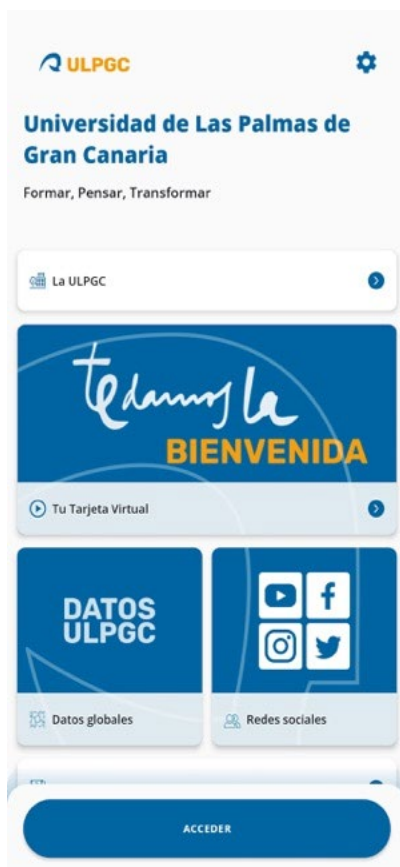 ULPGC
Universidad de Las Palmas de
Gran Canaria
Formar, Pensar, Transformar
La ULPGC
te damos la
BIENVENIDA
Tu Tarjeta Virtual
DATOS
ULPGC
Datos globales
Redes sociales
ACCEDER